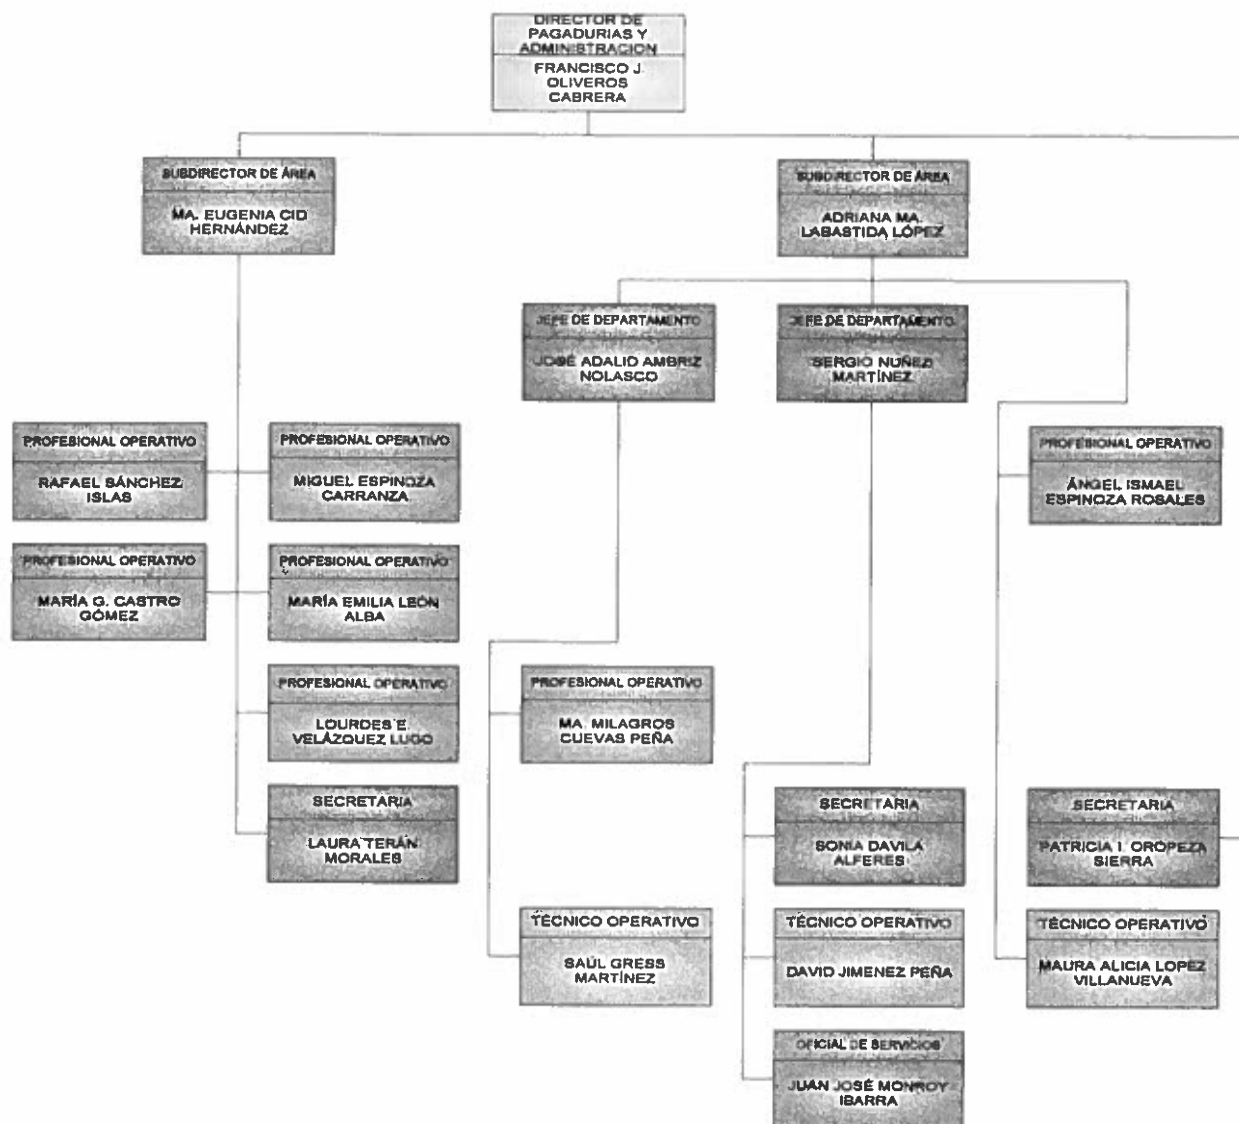 DIRECTOR DE
PAGADURIAS Y
ADMINISTRACION
FRANCISCO J.
OLIVEROS
CABRERA
SUBDIRECTOR DE ÁREA
MA. EUGENIA CID
HERNÁNDEZ
SUBDIRECTOR DE ÁREA
ADRIANA MA.
LABASTIDA LÓPEZ
JEFE DE DEPARTAMENTO
JOSÉ ADALID AMBRIZ
NOLASCO
JEFE DE DEPARTAMENTO
SERGIO NUÑEZ
MARTÍNEZ
PROFESIONAL OPERATIVO
RAFAEL SÁNCHEZ
ISLAS
PROFESIONAL OPERATIVO
MIGUEL ESPINOZA
CARRANZA
PROFESIONAL OPERATIVO
ÁNGEL ISMAEL
ESPINOZA ROSALES
PROFESIONAL OPERATIVO
MARÍA G. CASTRO
GÓMEZ
PROFESIONAL OPERATIVO
MARÍA EMILIA LEÓN
ALBA
PROFESIONAL OPERATIVO
LOURDES E.
VELÁZQUEZ LUGO
PROFESIONAL OPERATIVO
MA. MILAGROS
CUEVAS PEÑA
SECRETARIA
LAURA TERÁN
MORALES
SECRETARIA
SONIA DAVILA
ALFERES
SECRETARIA
PATRICIA I. OROPEZA
SIERRA
TÉCNICO OPERATIVO
SAÚL GRESS
MARTÍNEZ
TÉCNICO OPERATIVO
DAVID JIMENEZ PEÑA
TÉCNICO OPERATIVO
MAURA ALICIA LOPEZ
VILLANUEVA
OFICIAL DE SERVICIOS
JUAN JOSÉ MONROY
IBARRA